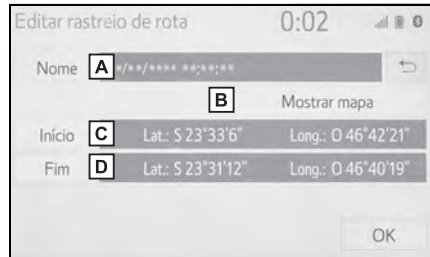 Editar rastreio de rota 0:02
Nome A */**/**** **:**:**
B Mostrar mapa
Início C Lat.: S 23°33'6" Long.: O 46°42'21"
Fim D Lat.: S 23°31'12" Long.: O 46°40'19"
OK